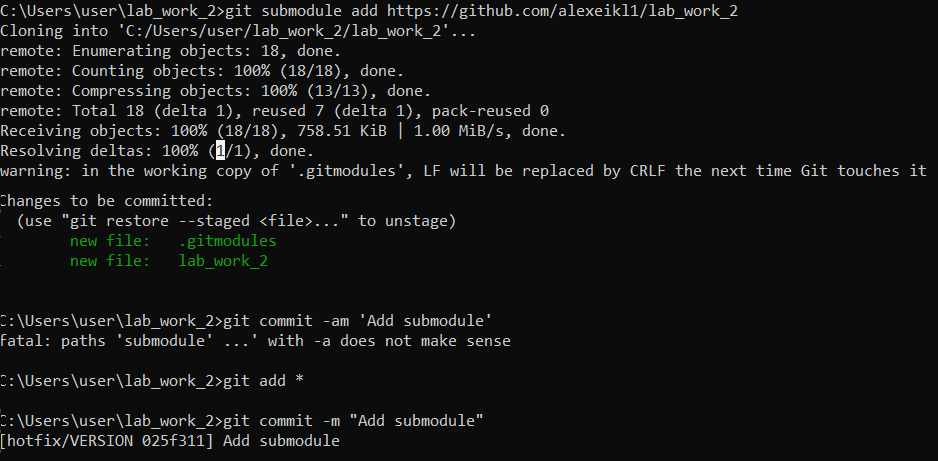 C:\Users\user\lab_work_2>git submodule add https://github.com/alexeikl1/lab_work_2
Cloning into 'C:/Users/user/lab_work_2/lab_work_2'...
remote: Enumerating objects: 18, done.
remote: Counting objects: 100% (18/18), done.
remote: Compressing objects: 100% (13/13), done.
remote: Total 18 (delta 1), reused 7 (delta 1), pack-reused 0
Receiving objects: 100% (18/18), 758.51 KiB | 1.00 MiB/s, done.
Resolving deltas: 100% (1/1), done.
warning: in the working copy of '.gitmodules', LF will be replaced by CRLF the next time Git touches it
Changes to be committed:
  (use "git restore --staged <file>..." to unstage)
        new file:   .gitmodules
        new file:   lab_work_2
C:\Users\user\lab_work_2>git commit -am 'Add submodule'
fatal: paths 'submodule' ...' with -a does not make sense
C:\Users\user\lab_work_2>git add *
C:\Users\user\lab_work_2>git commit -m "Add submodule"
[hotfix/VERSION 025f311] Add submodule